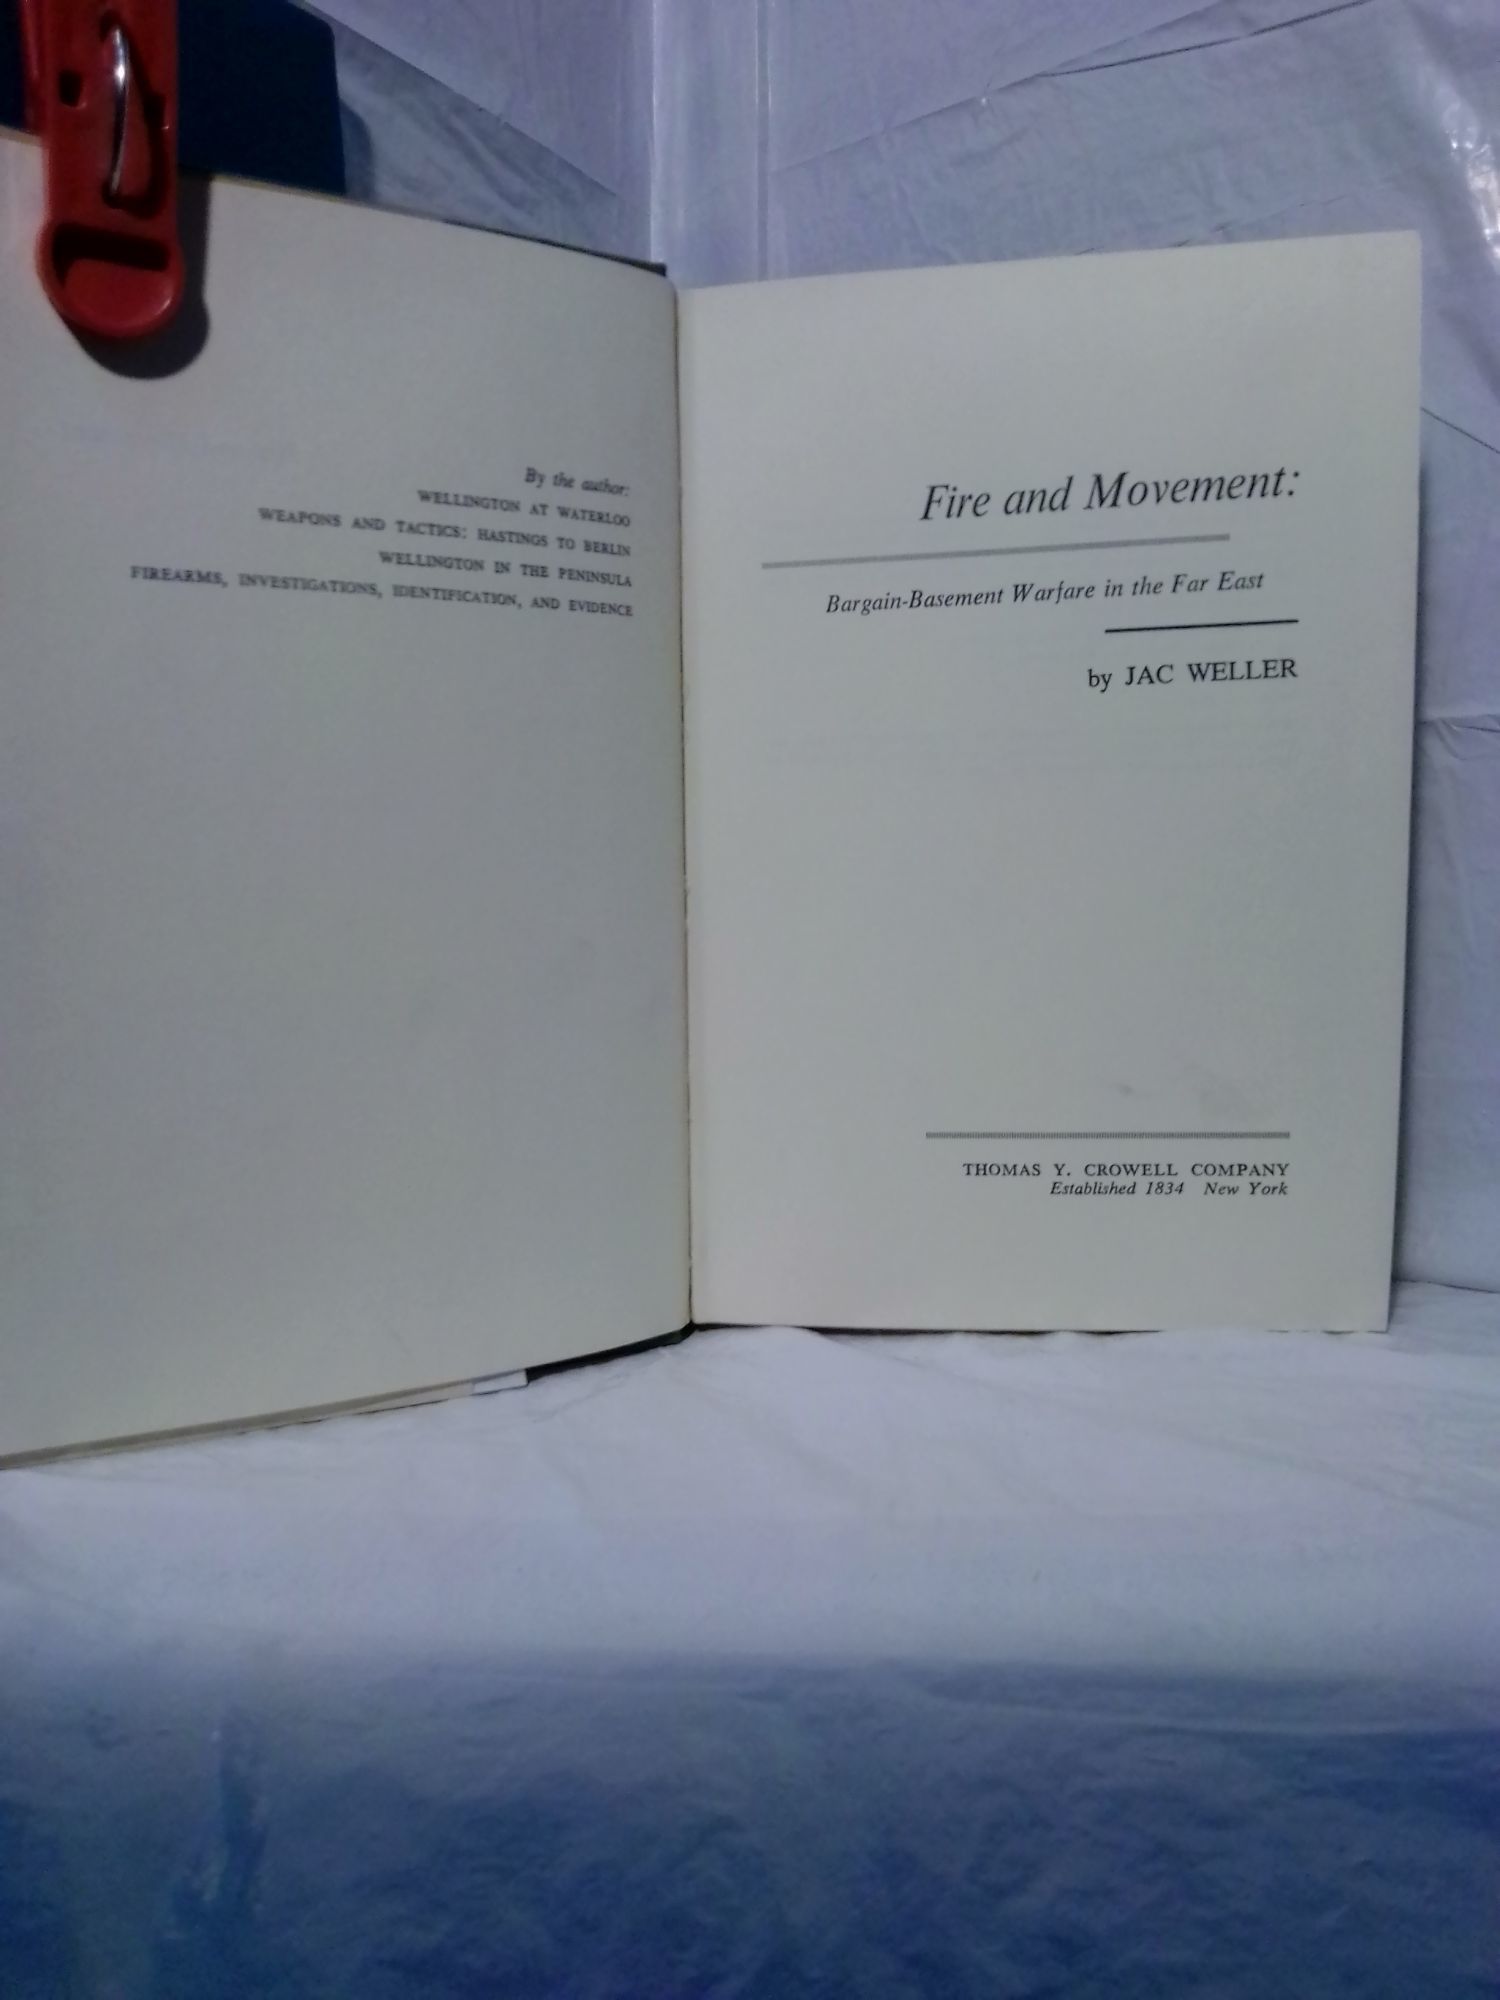 By the author:
WELLINGTON AT WATERLOO
WEAPONS AND TACTICS: HASTINGS TO BERLIN
WELLINGTON IN THE PENINSULA
FIREARMS, INVESTIGATIONS, IDENTIFICATION, AND EVIDENCE
Fire and Movement:
Bargain-Basement Warfare in the Far East
by JAC WELLER
THOMAS Y. CROWELL COMPANY
Established 1834 New York